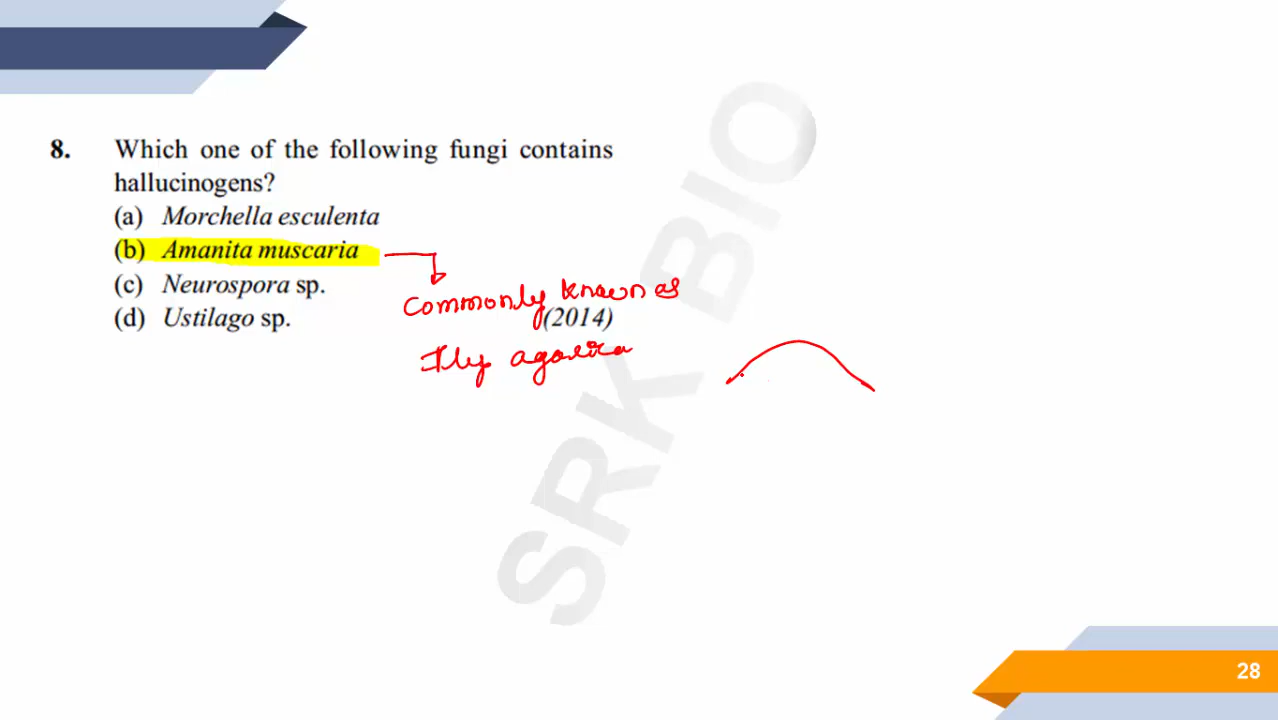 8. Which one of the following fungi contains
hallucinogens?
(a) Morchella esculenta
(b) Amanita muscaria
(c) Neurospora sp.
(d) Ustilago sp. (2014)
Commonly known as
Fly
SRK BIO
28